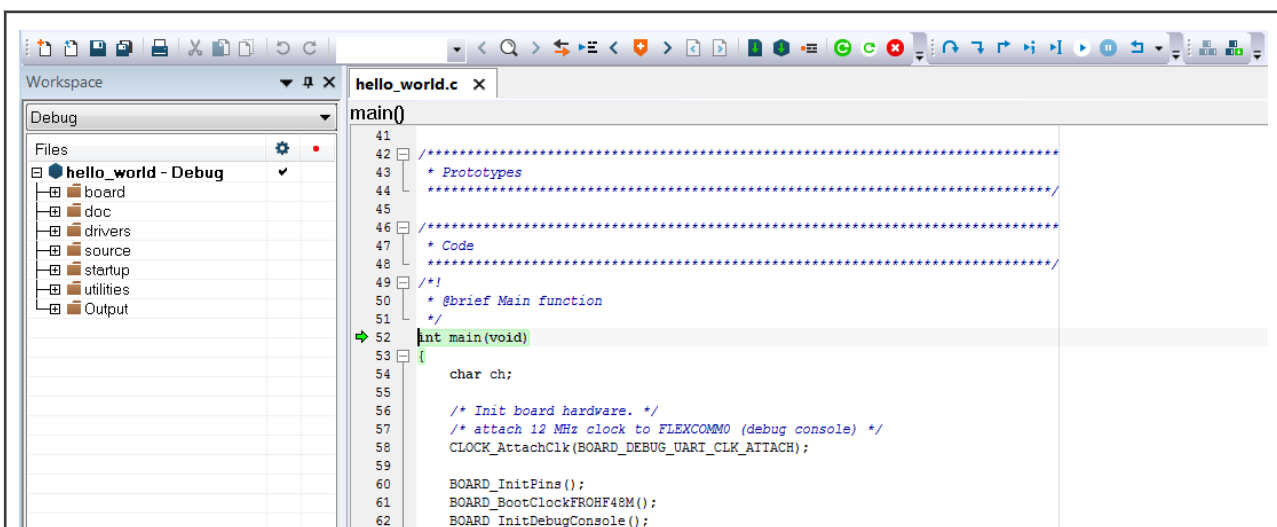 Workspace
Debug
Files
hello_world - Debug
board
doc
drivers
source
startup
utilities
Output
hello_world.c
main()
41
42 /********************************************************************************
43 * Prototypes
44 *******************************************************************************/
45
46 /********************************************************************************
47 * Code
48 *******************************************************************************/
49 /*!
50 * @brief Main function
51 */
52 int main(void)
53 {
54 char ch;
55
56 /* Init board hardware. */
57 /* attach 12 MHz clock to FLEXCOMM0 (debug console) */
58 CLOCK_AttachClk(BOARD_DEBUG_UART_CLK_ATTACH);
59
60 BOARD_InitPins();
61 BOARD_BootClockFROHF48M();
62 BOARD_InitDebugConsole();